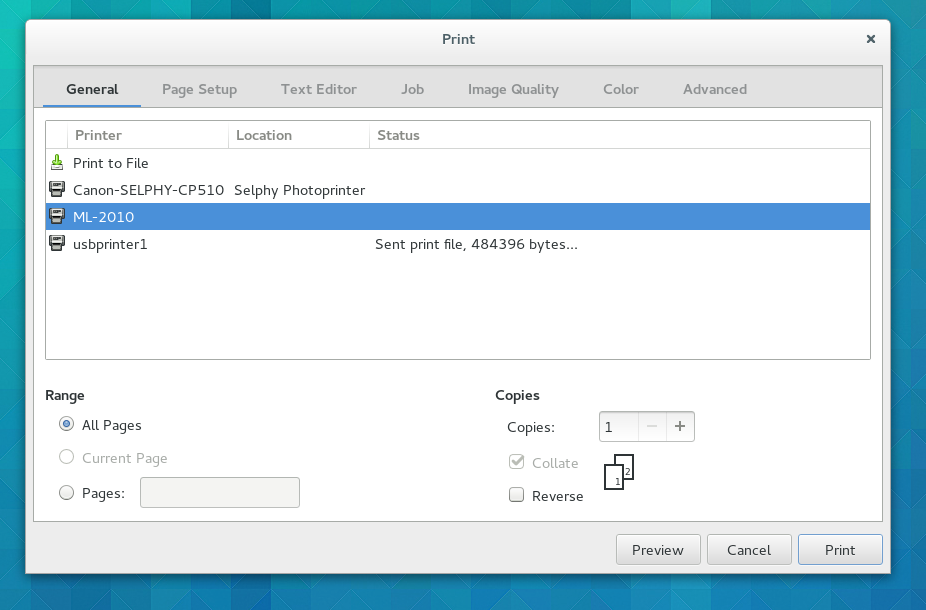 Print
General Page Setup Text Editor Job Image Quality Color Advanced
Printer Location Status
Print to File
Canon-SELPHY-CP510 Selphy Photoprinter
ML-2010
usbprinter1 Sent print file, 484396 bytes...
Range Copies
All Pages Copies: 1
Current Page Collate 1 2
Pages: Reverse
Preview Cancel Print